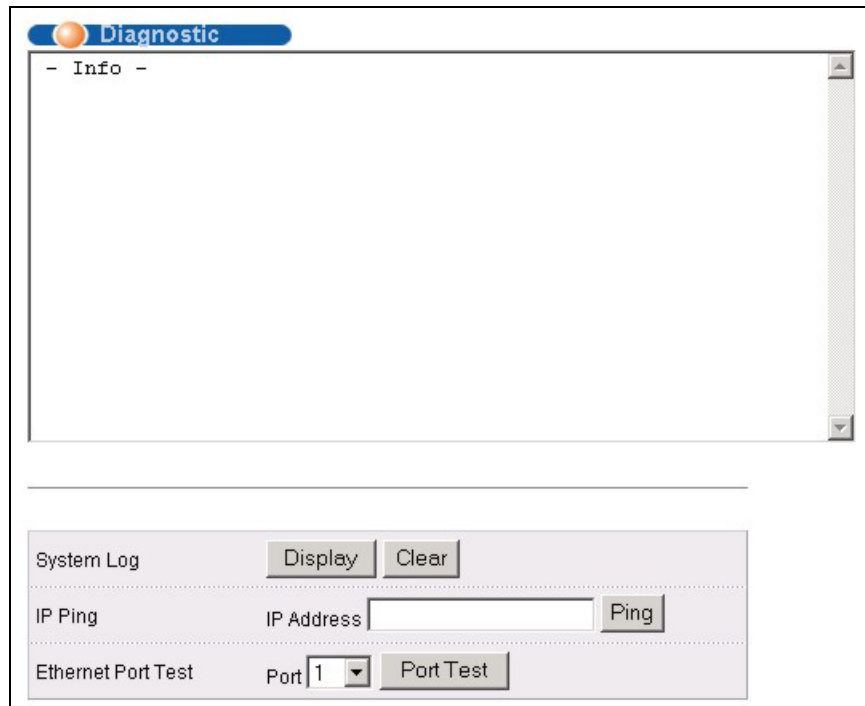 Diagnostic
- Info -
System Log Display Clear
IP Ping IP Address Ping
Ethernet Port Test Port 1 Port Test